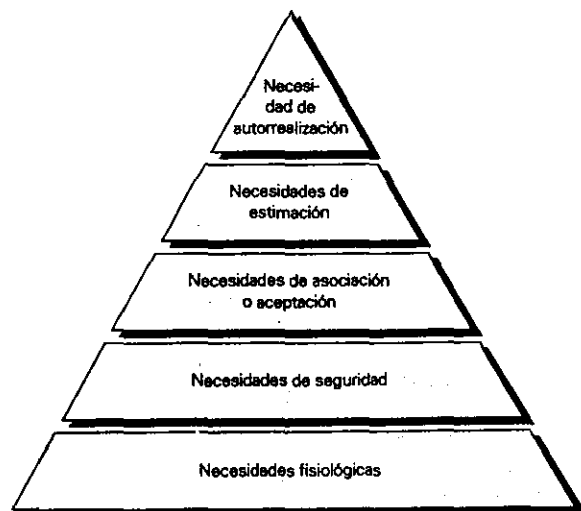 Necesi-
dad de
autorrealización
Necesidades de
estimación
Necesidades de asociación
o aceptación
Necesidades de seguridad
Necesidades fisiológicas